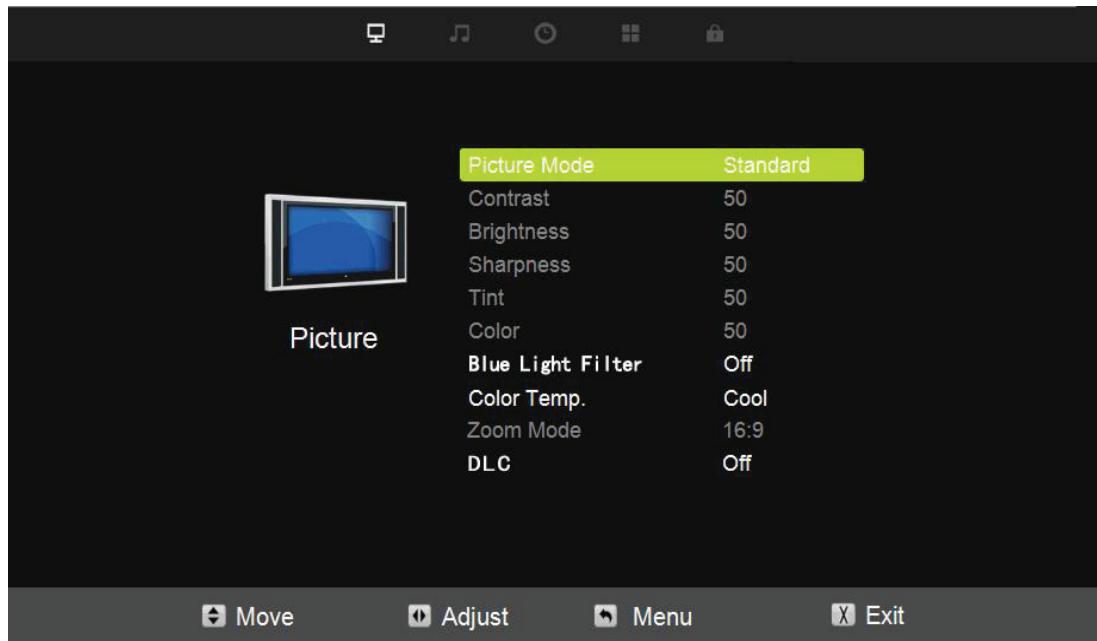 Picture Mode Standard
Contrast 50
Brightness 50
Sharpness 50
Tint 50
Picture
Color 50
Blue Light Filter Off
Color Temp. Cool
Zoom Mode 16:9
DLC Off
Move Adjust Menu X Exit